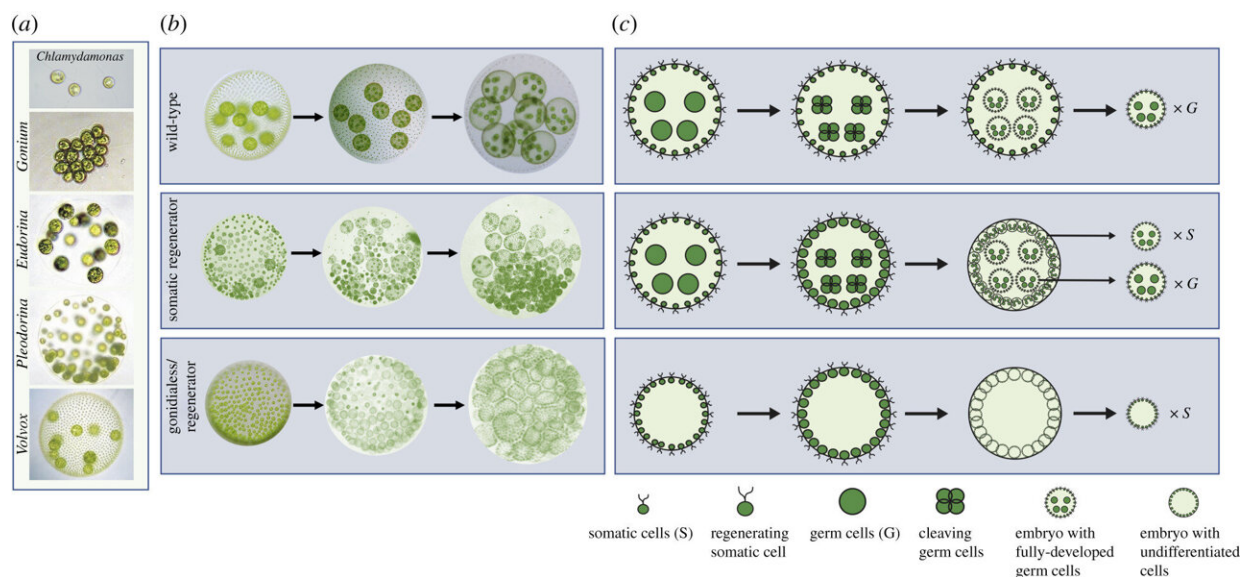 (a)
Chlamydamonas
Gonium
Eudorina
Pleodorina
Volvox
(b)
wild-type
somatic regenerator
gonidialess/
regenerator
(c)
× G
× S
× G
× S
somatic cells (S)
regenerating
somatic cell
germ cells (G)
cleaving
germ cells
embryo with
fully-developed
germ cells
embryo with
undifferentiated
cells